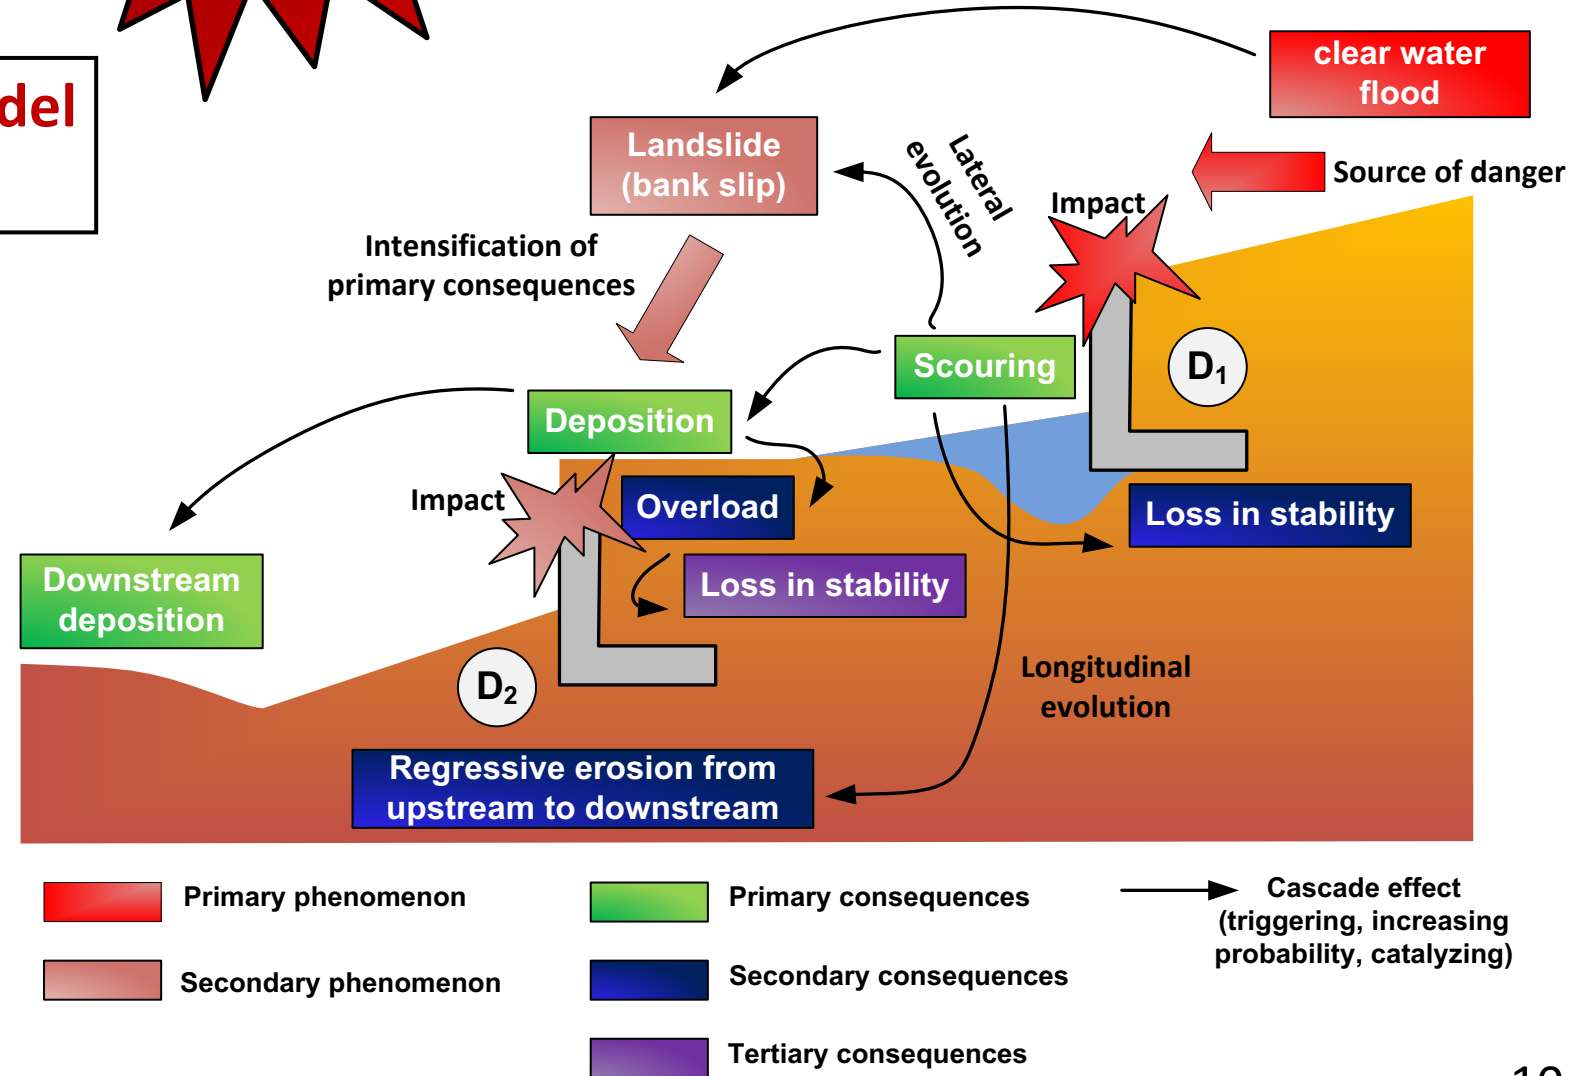 del
clear water
flood
Landslide
(bank slip)
Lateral
evolution
Source of danger
Impact
Intensification of
primary consequences
Scouring
D1
Deposition
Impact
Overload
Loss in stability
Loss in stability
Downstream
deposition
D2
Longitudinal
evolution
Regressive erosion from
upstream to downstream
Primary phenomenon
Primary consequences
Cascade effect
(triggering, increasing
probability, catalyzing)
Secondary phenomenon
Secondary consequences
Tertiary consequences